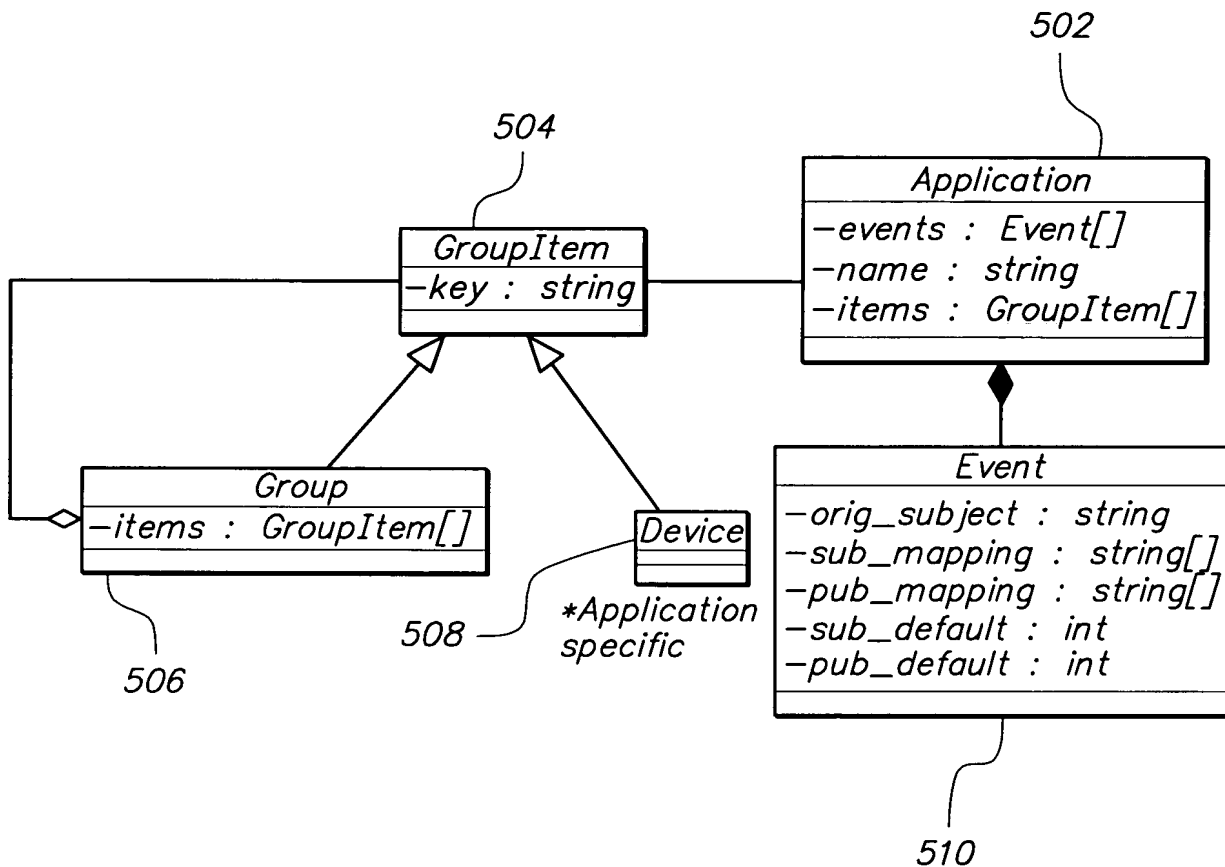 502
504
Application
-events : Event[]
-name : string
-items : GroupItem[]
GroupItem
-key : string
Group
-items : GroupItem[]
Device
*Application
specific
Event
-orig_subject : string
-sub_mapping : string[]
-pub_mapping : string[]
-sub_default : int
-pub_default : int
508
506
510